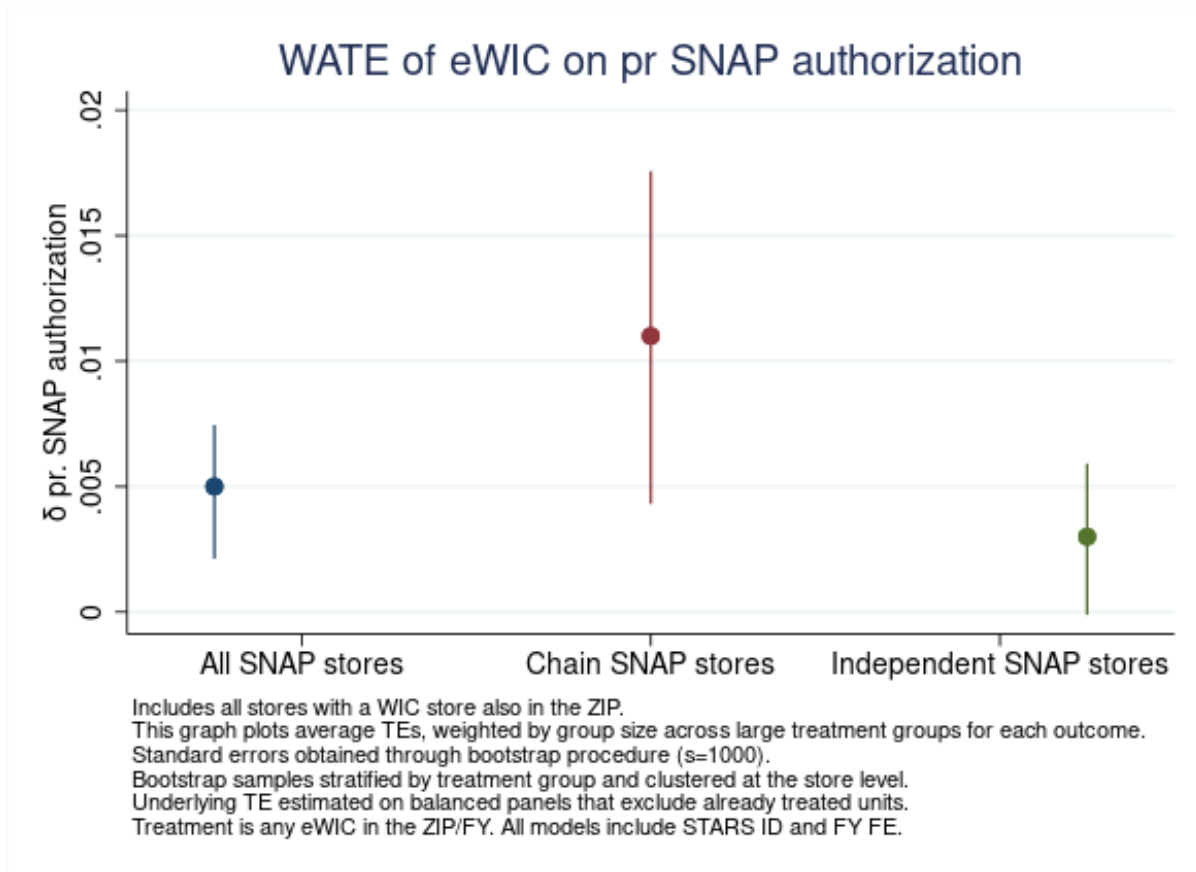 WATE of eWIC on pr SNAP authorization
δ pr. SNAP authorization
.02
.015
.01
.005
0
All SNAP stores
Chain SNAP stores
Independent SNAP stores
Includes all stores with a WIC store also in the ZIP.
This graph plots average TEs, weighted by group size across large treatment groups for each outcome.
Standard errors obtained through bootstrap procedure (s=1000).
Bootstrap samples stratified by treatment group and clustered at the store level.
Underlying TE estimated on balanced panels that exclude already treated units.
Treatment is any eWIC in the ZIP/FY. All models include STARS ID and FY FE.